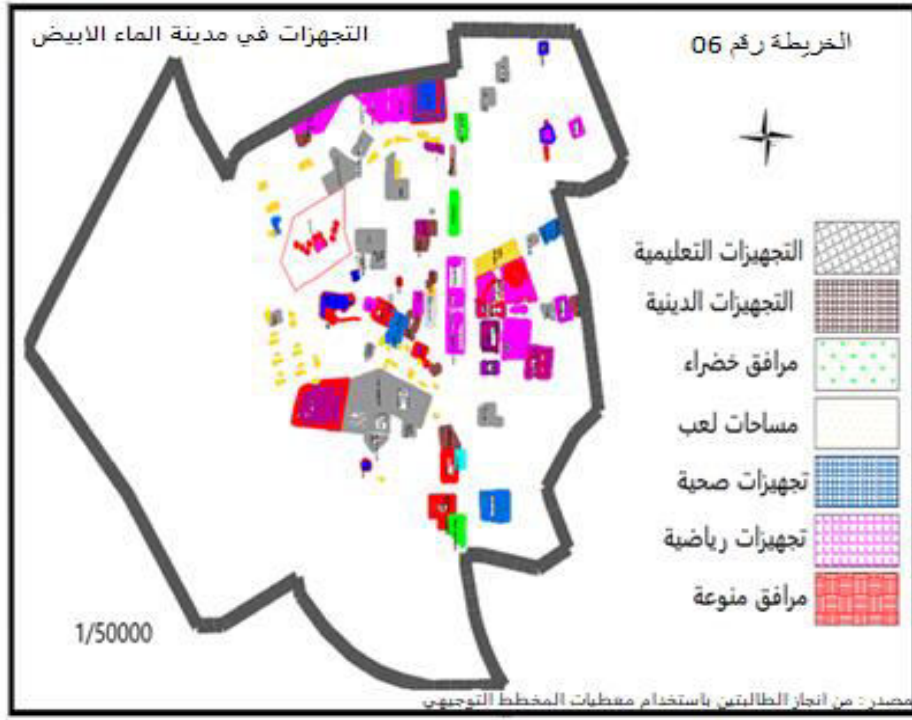 الخريطة رقم 06
التجهزات في مدينة الماء الابيض
التجهيزات التعليمية
التجهيزات الدينية
مرافق خضراء
مساحات لعب
تجهيزات صحية
تجهيزات رياضية
مرافق منوعة
1/50000
مصدر : من انجاز الطالبتين باستخدام معطيات المخطط التوجيهي